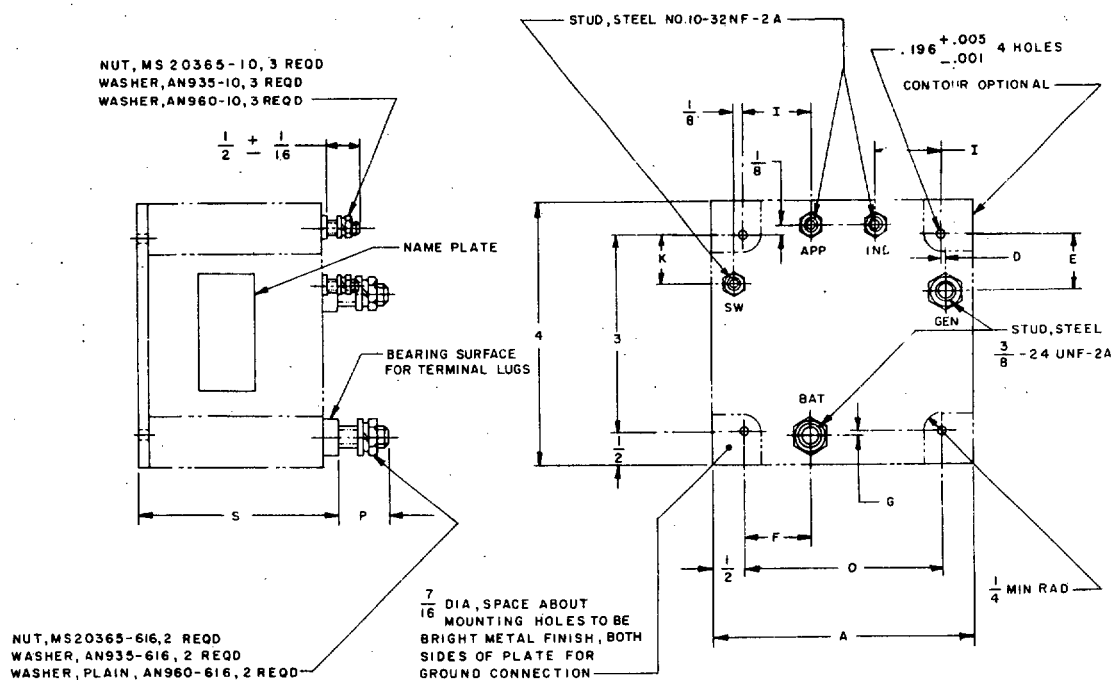 STUD, STEEL NO.10-32NF-2A
.196 +.005 -.001 4 HOLES
CONTOUR OPTIONAL
NUT, MS 20365-10, 3 REQD
WASHER, AN935-10, 3 REQD
WASHER, AN960-10, 3 REQD
1/2 ± 1/16
1/8
I
I
1/8
NAME PLATE
K
APP
IND
D
E
SW
GEN
4
3
STUD, STEEL
3/8 -24 UNF-2A
BEARING SURFACE
FOR TERMINAL LUGS
BAT
1/2
G
S
P
F
1/2
O
1/4 MIN RAD
A
7/16 DIA, SPACE ABOUT
MOUNTING HOLES TO BE
BRIGHT METAL FINISH, BOTH
SIDES OF PLATE FOR
GROUND CONNECTION
NUT, MS20365-616, 2 REQD
WASHER, AN935-616, 2 REQD
WASHER, PLAIN, AN960-616, 2 REQD